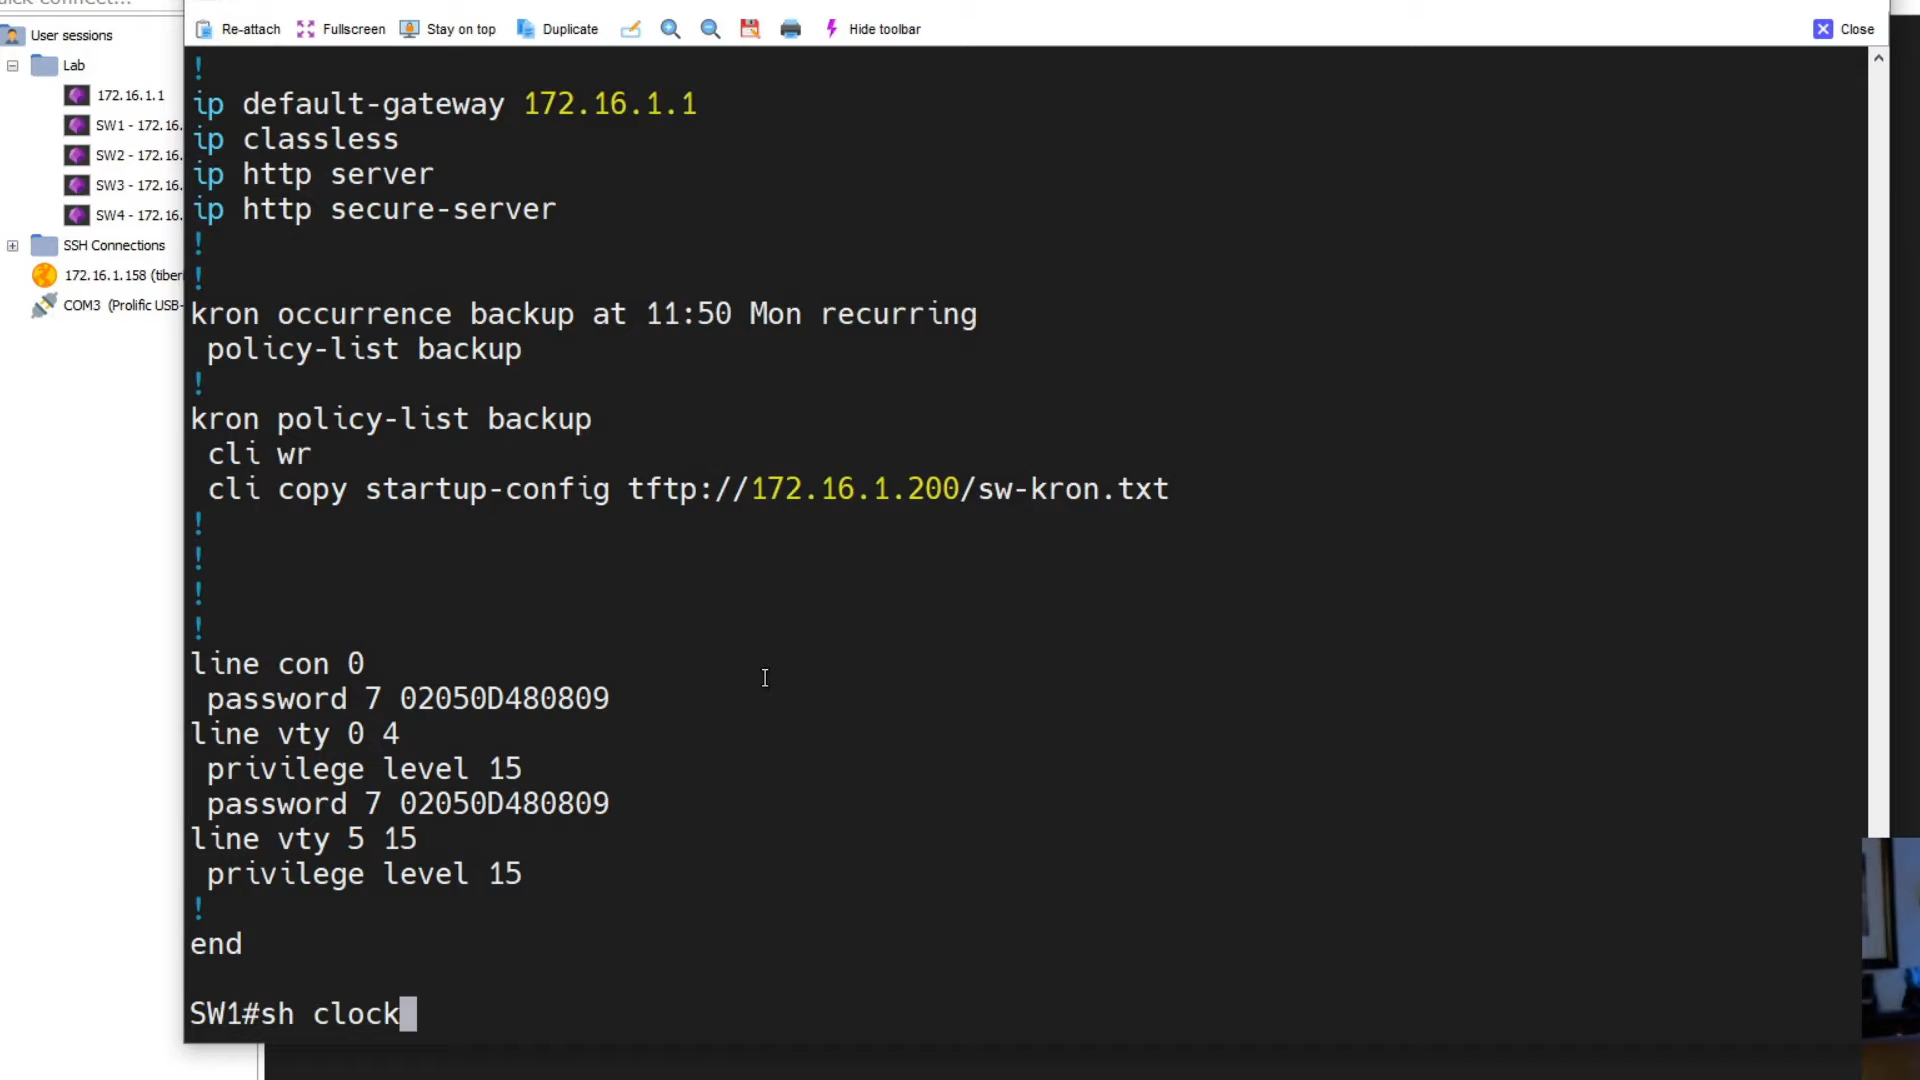 Re-attach Fullscreen Stay on top Duplicate Hide toolbar Close
User sessions
Lab
172.16.1.1
SW1 - 172.16.
SW2 - 172.16.
SW3 - 172.16.
SW4 - 172.16.
SSH Connections
172.16.1.158 (tiberi
COM3 (Prolific USB-
!
ip default-gateway 172.16.1.1
ip classless
ip http server
ip http secure-server
!
!
kron occurrence backup at 11:50 Mon recurring
policy-list backup
!
kron policy-list backup
cli wr
cli copy startup-config tftp://172.16.1.200/sw-kron.txt
!
!
!
!
line con 0
password 7 02050D480809
line vty 0 4
privilege level 15
password 7 02050D480809
line vty 5 15
privilege level 15
!
end
SW1#sh clock